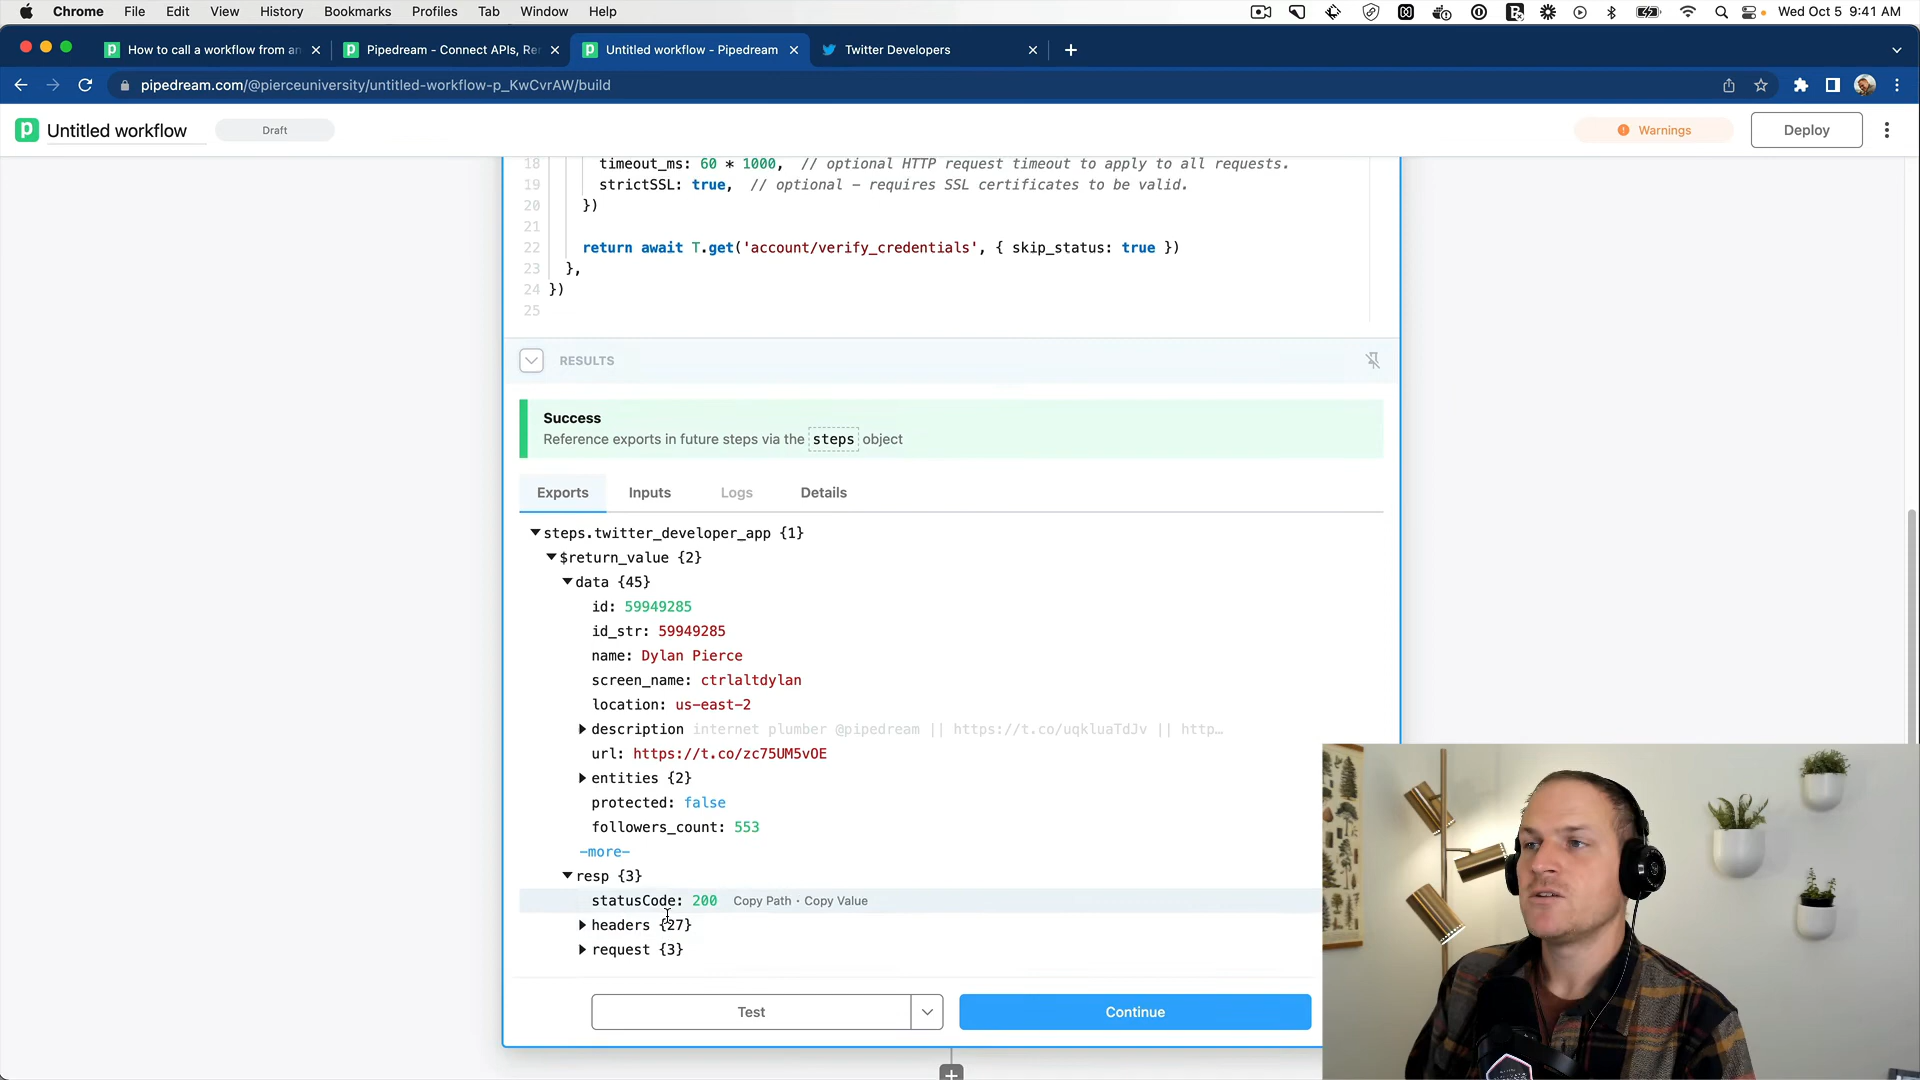 Chrome File Edit View History Bookmarks Profiles Tab Window Help Wed Oct 5 9:41 AM
How to call a workflow from an Pipedream - Connect APIs, Re Untitled workflow - Pipedream Twitter Developers
pipedream.com/@pierceuniversity/untitled-workflow-p_KwCvrAW/build
Untitled workflow Draft Warnings Deploy
18 timeout_ms: 60 * 1000, // optional HTTP request timeout to apply to all requests.
19 strictSSL: true, // optional - requires SSL certificates to be valid.
20 })
21
22 return await T.get('account/verify_credentials', { skip_status: true })
23 },
24 })
25
RESULTS
Success
Reference exports in future steps via the steps object
Exports Inputs Logs Details
steps.twitter_developer_app {1}
$return_value {2}
data {45}
id: 59949285
id_str: 59949285
name: Dylan Pierce
screen_name: ctrlaltdylan
location: us-east-2
description internet plumber @pipedream || https://t.co/uqkluaTdJv || http…
url: https://t.co/zc75UM5vOE
entities {2}
protected: false
followers_count: 553
-more-
resp {3}
statusCode: 200 Copy Path · Copy Value
headers {27}
request {3}
Test Continue